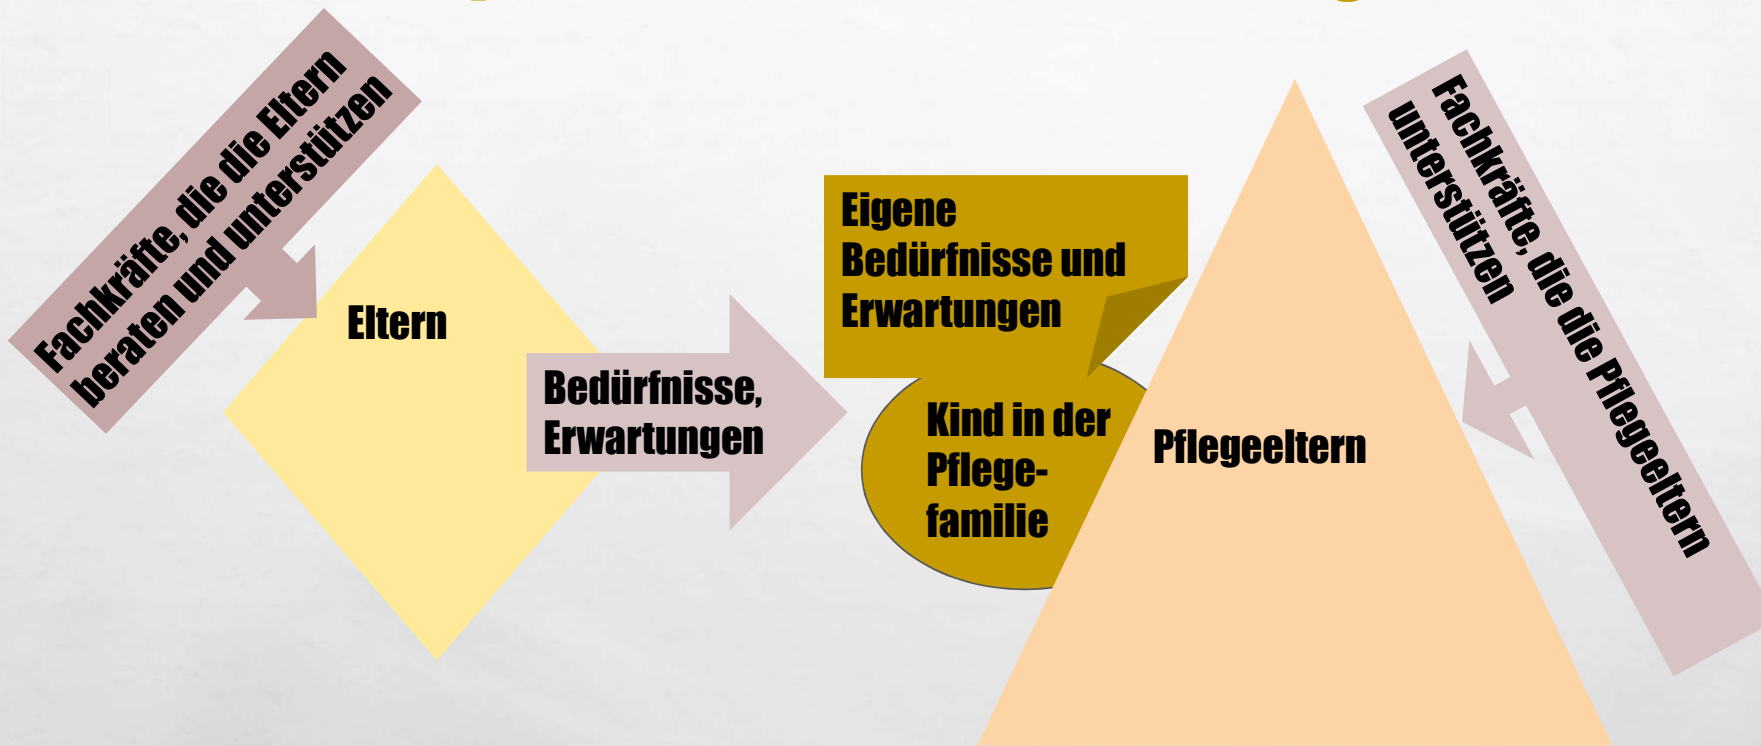 Fachkräfte, die die Eltern
beraten und unterstützen
Eltern
Bedürfnisse,
Erwartungen
Eigene
Bedürfnisse und
Erwartungen
Kind in der
Pflege-
familie
Pflegeeltern
Fachkräfte, die die Pflegeeltern
unterstützen